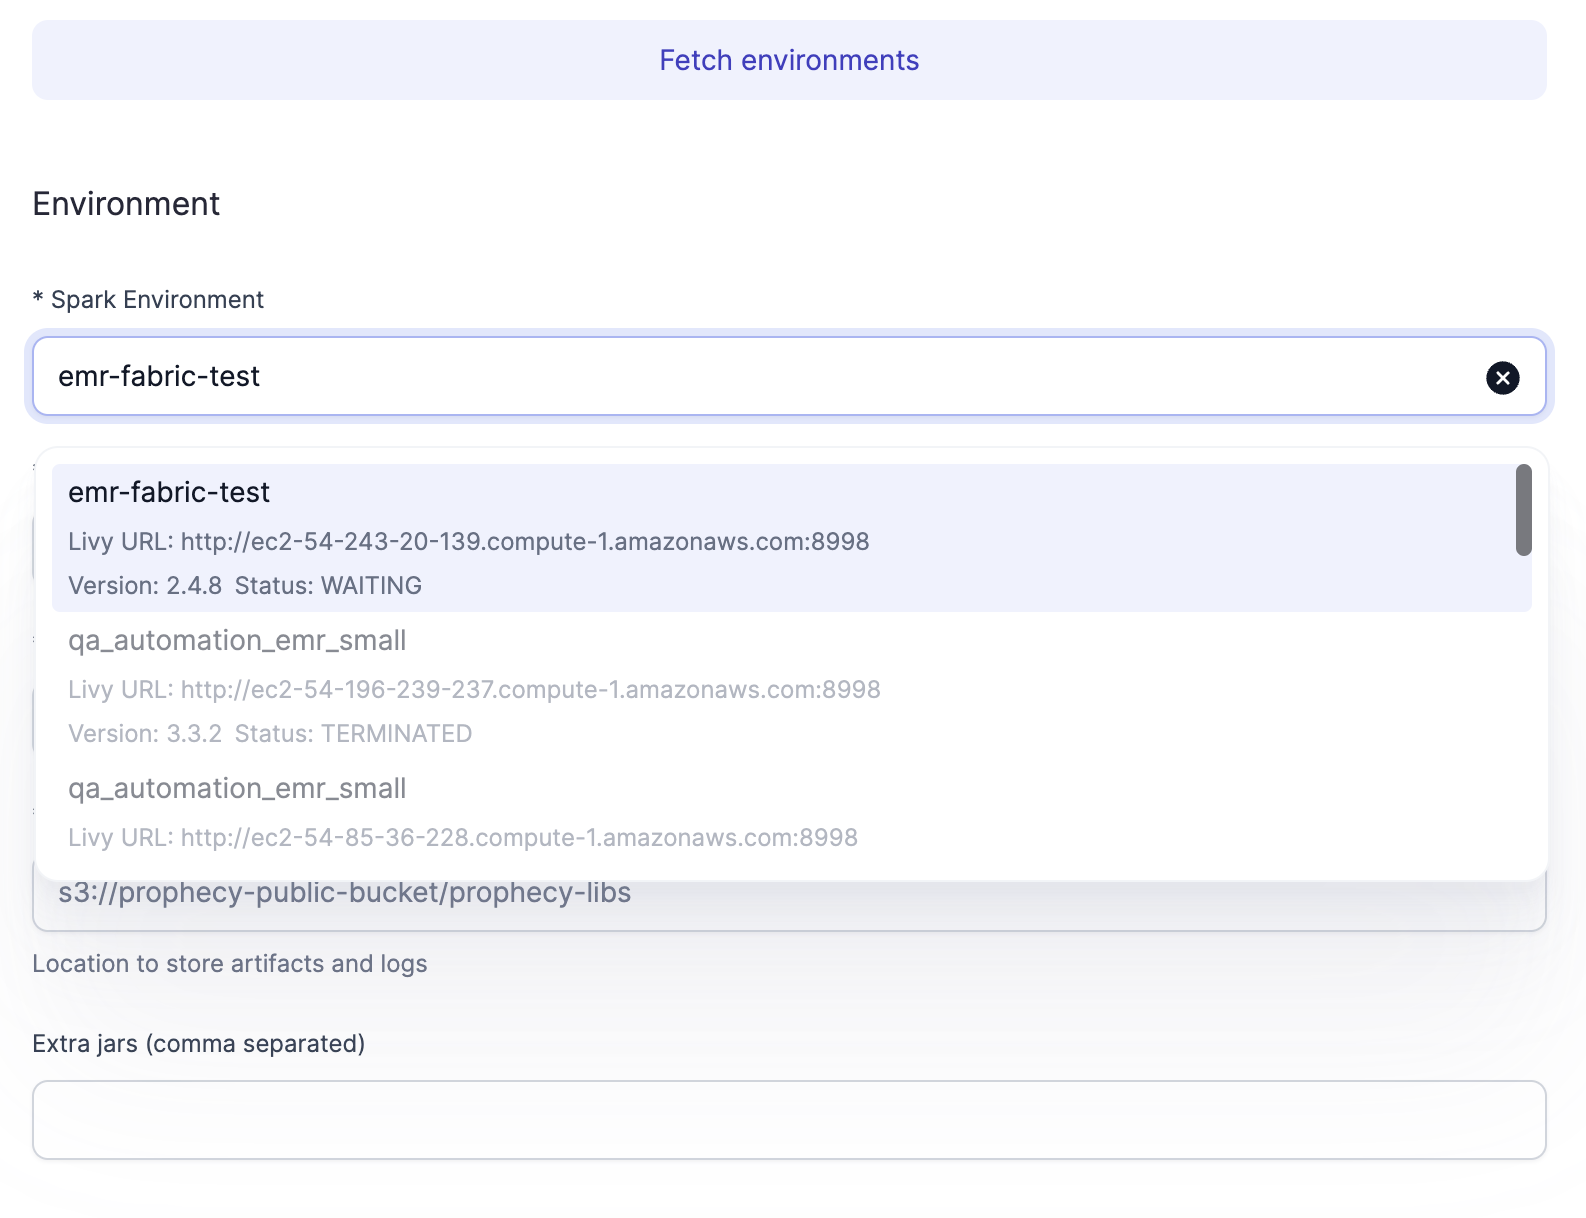 Fetch environments
Environment
* Spark Environment
emr-fabric-test
emr-fabric-test
Livy URL: http://ec2-54-243-20-139.compute-1.amazonaws.com:8998
Version: 2.4.8 Status: WAITING
qa_automation_emr_small
Livy URL: http://ec2-54-196-239-237.compute-1.amazonaws.com:8998
Version: 3.3.2 Status: TERMINATED
qa_automation_emr_small
Livy URL: http://ec2-54-85-36-228.compute-1.amazonaws.com:8998
s3://prophecy-public-bucket/prophecy-libs
Location to store artifacts and logs
Extra jars (comma separated)